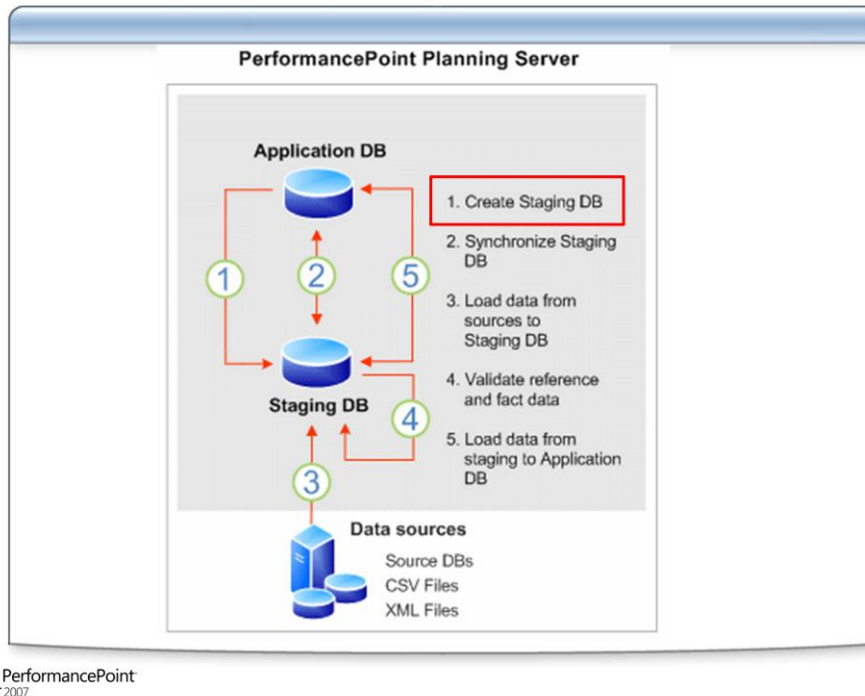 PerformancePoint Planning Server
Application DB
1
2
5
1. Create Staging DB
2. Synchronize Staging
DB
3. Load data from
sources to
Staging DB
4. Validate reference
and fact data
5. Load data from
staging to Application
DB
Staging DB
4
3
Data sources
Source DBs
CSV Files
XML Files
PerformancePoint
2007